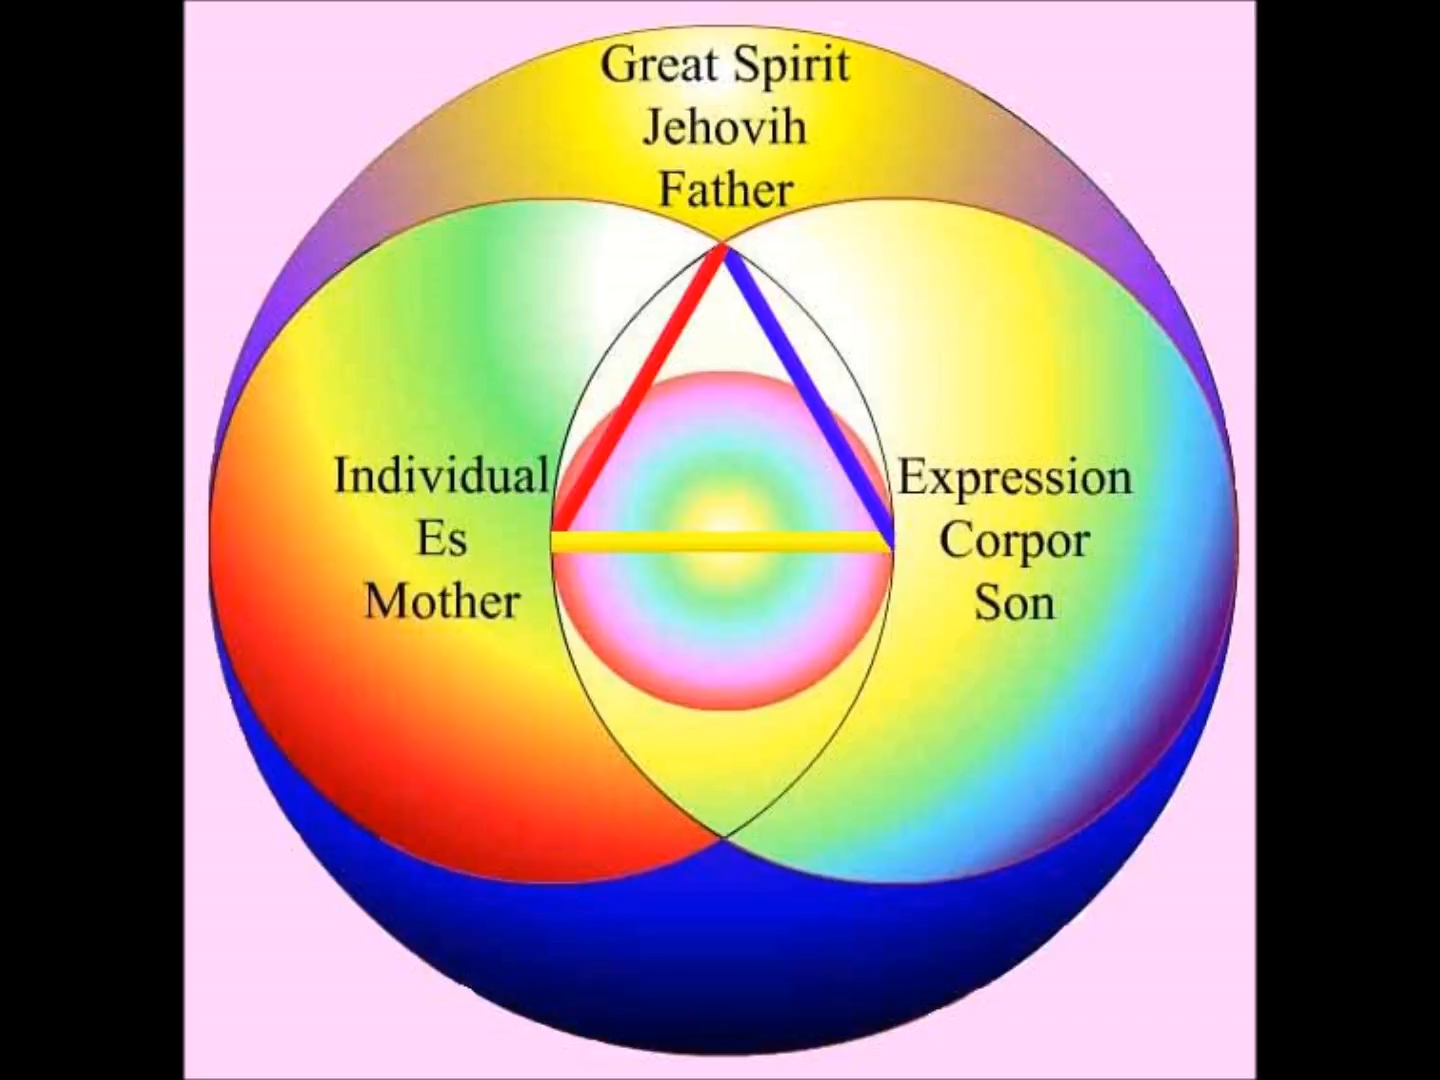 Great Spirit
Jehovih
Father
Individual
Es
Mother
Expression
Corpor
Son